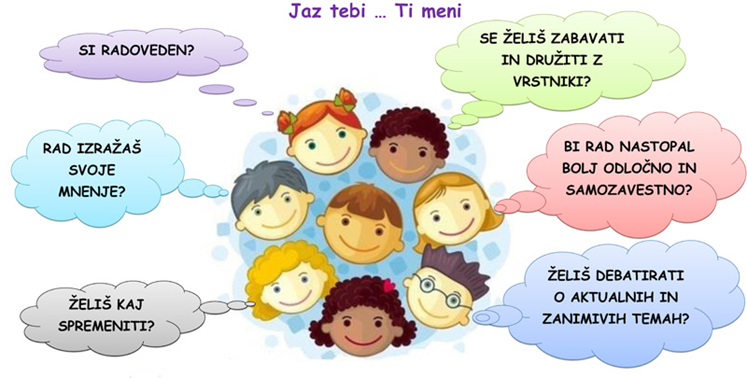 Jaz tebi … Ti meni
SI RADOVEDEN?
SE ŽELIŠ ZABAVATI
IN DRUŽITI Z
VRSTNIKI?
RAD IZRAŽAŠ
SVOJE
MNENJE?
BI RAD NASTOPAL
BOLJ ODLOČNO IN
SAMOZAVESTNO?
ŽELIŠ KAJ
SPREMENITI?
ŽELIŠ DEBATIRATI
O AKTUALNIH IN
ZANIMIVIH TEMAH?